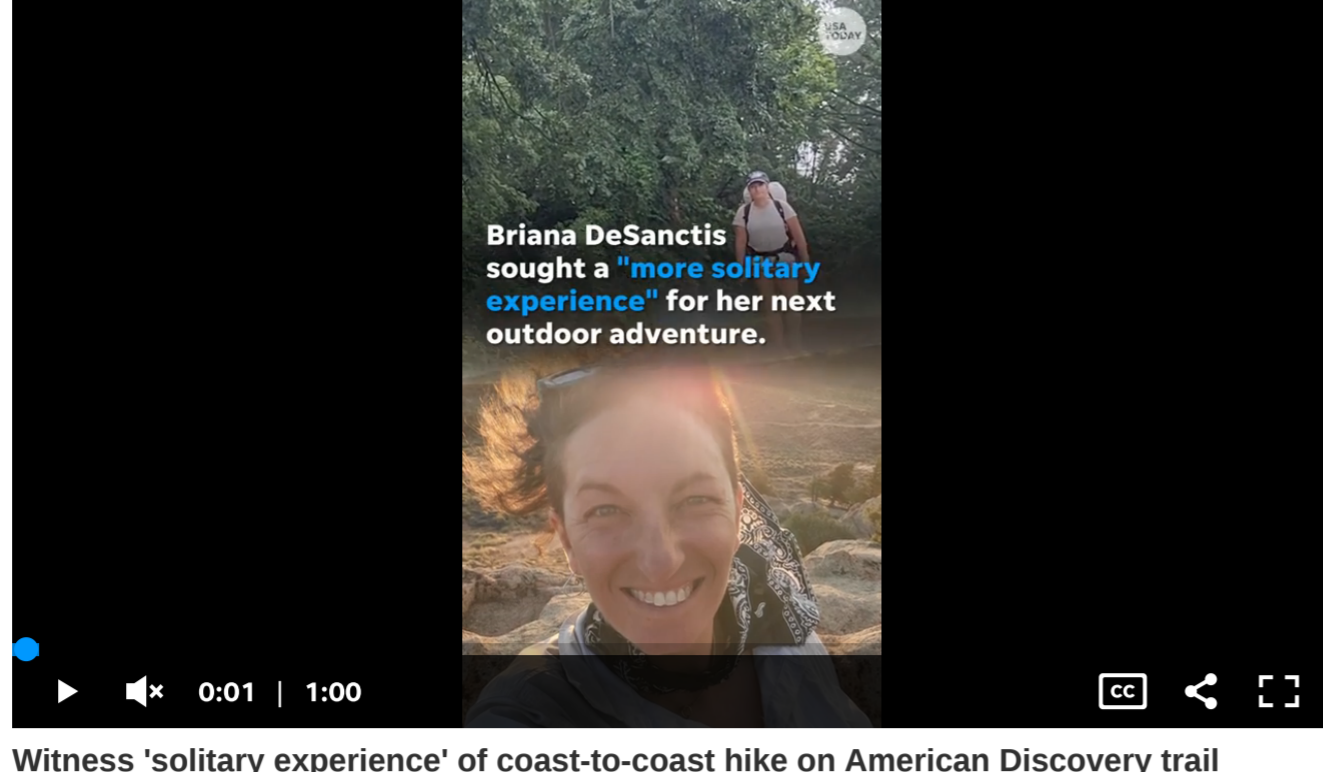 USA
TODAY
Briana DeSanctis
sought a "more solitary
experience" for her next
outdoor adventure.
0:01 | 1:00
CC
Witness 'solitary experience' of coast-to-coast hike on American Discovery trail